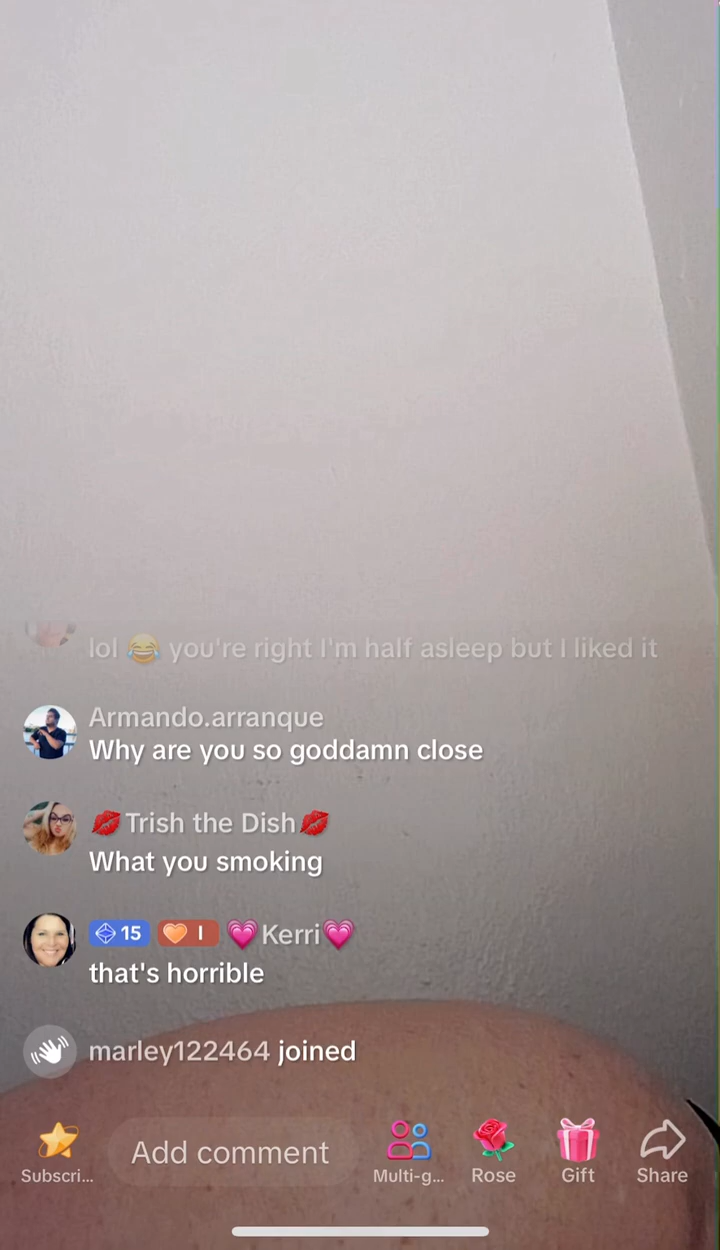 lol 😂 you're right I'm half asleep but I liked it
Armando.arranque
Why are you so goddamn close
💋Trish the Dish💋
What you smoking
15 I 💗Kerri💗
that's horrible
marley122464 joined
Add comment
Subscri...
Multi-g...
Rose
Gift
Share